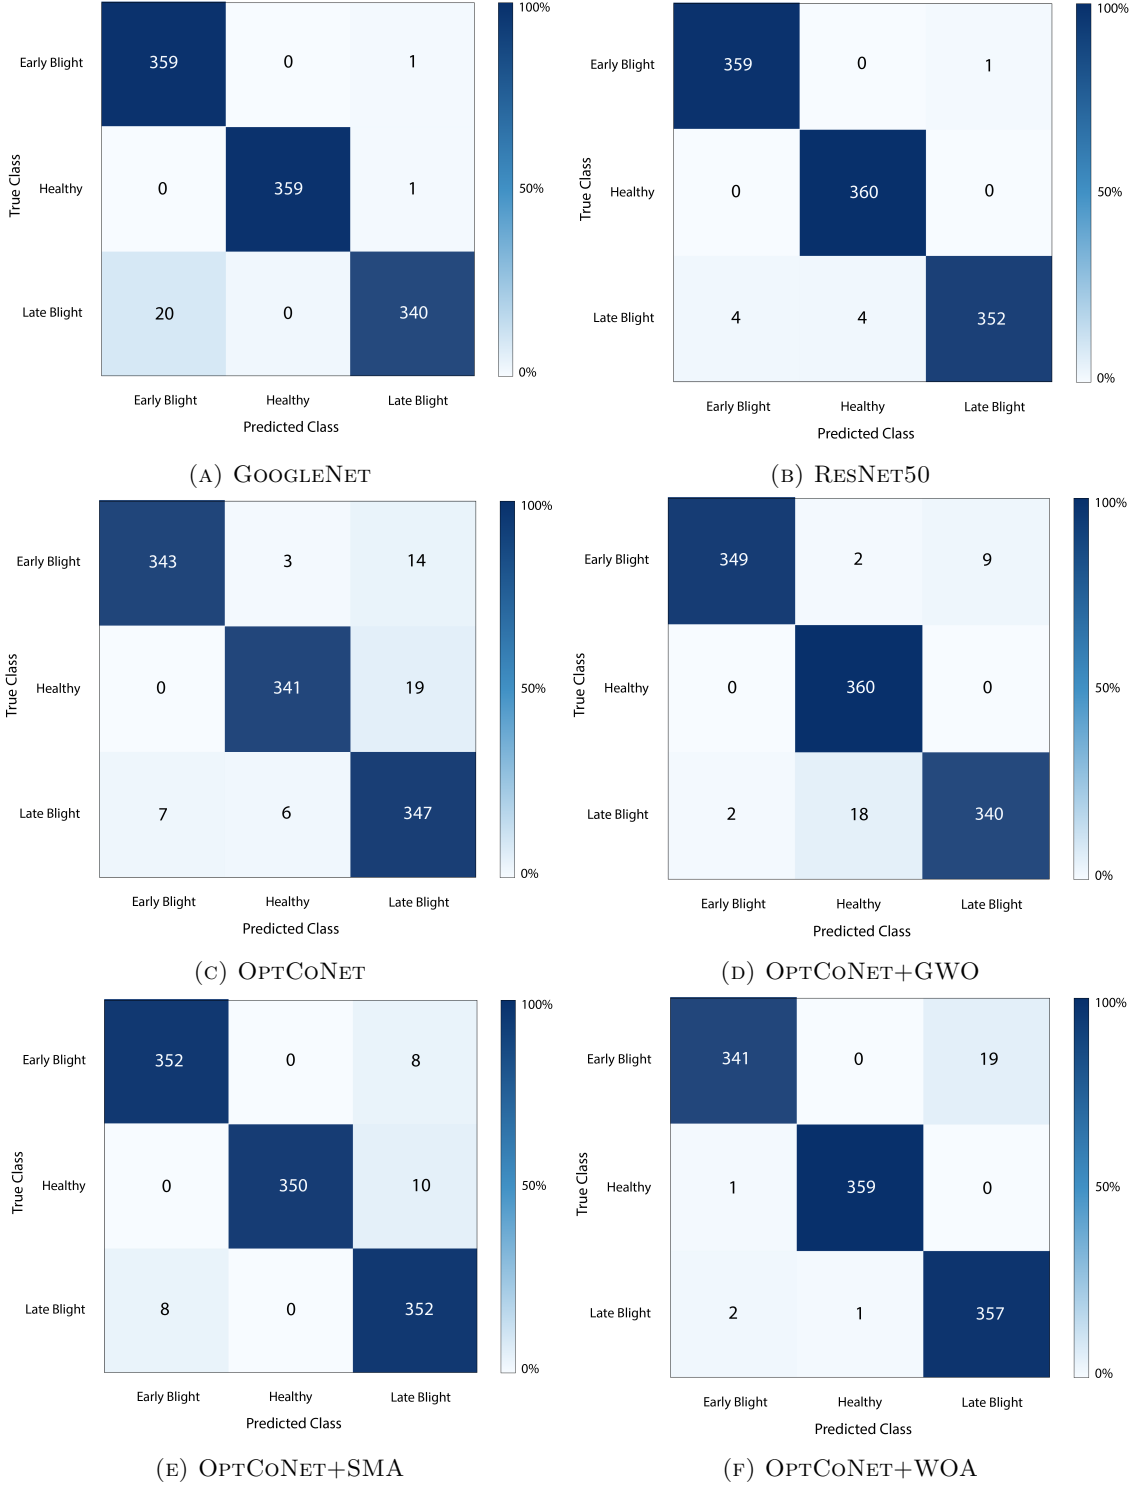 100%
Early Blight 359 0 1
True Class
Healthy 0 359 1
50%
Late Blight 20 0 340
0%
Early Blight Healthy Late Blight
Predicted Class
(A) GOOGLENET
100%
Early Blight 359 0 1
True Class
Healthy 0 360 0
50%
Late Blight 4 4 352
0%
Early Blight Healthy Late Blight
Predicted Class
(B) RESNET50
100%
Early Blight 343 3 14
True Class
Healthy 0 341 19
50%
Late Blight 7 6 347
0%
Early Blight Healthy Late Blight
Predicted Class
(C) OPTCONET
100%
Early Blight 349 2 9
True Class
Healthy 0 360 0
50%
Late Blight 2 18 340
0%
Early Blight Healthy Late Blight
Predicted Class
(D) OPTCONET+GWO
100%
Early Blight 352 0 8
True Class
Healthy 0 350 10
50%
Late Blight 8 0 352
0%
Early Blight Healthy Late Blight
Predicted Class
(E) OPTCONET+SMA
100%
Early Blight 341 0 19
True Class
Healthy 1 359 0
50%
Late Blight 2 1 357
0%
Early Blight Healthy Late Blight
Predicted Class
(F) OPTCONET+WOA